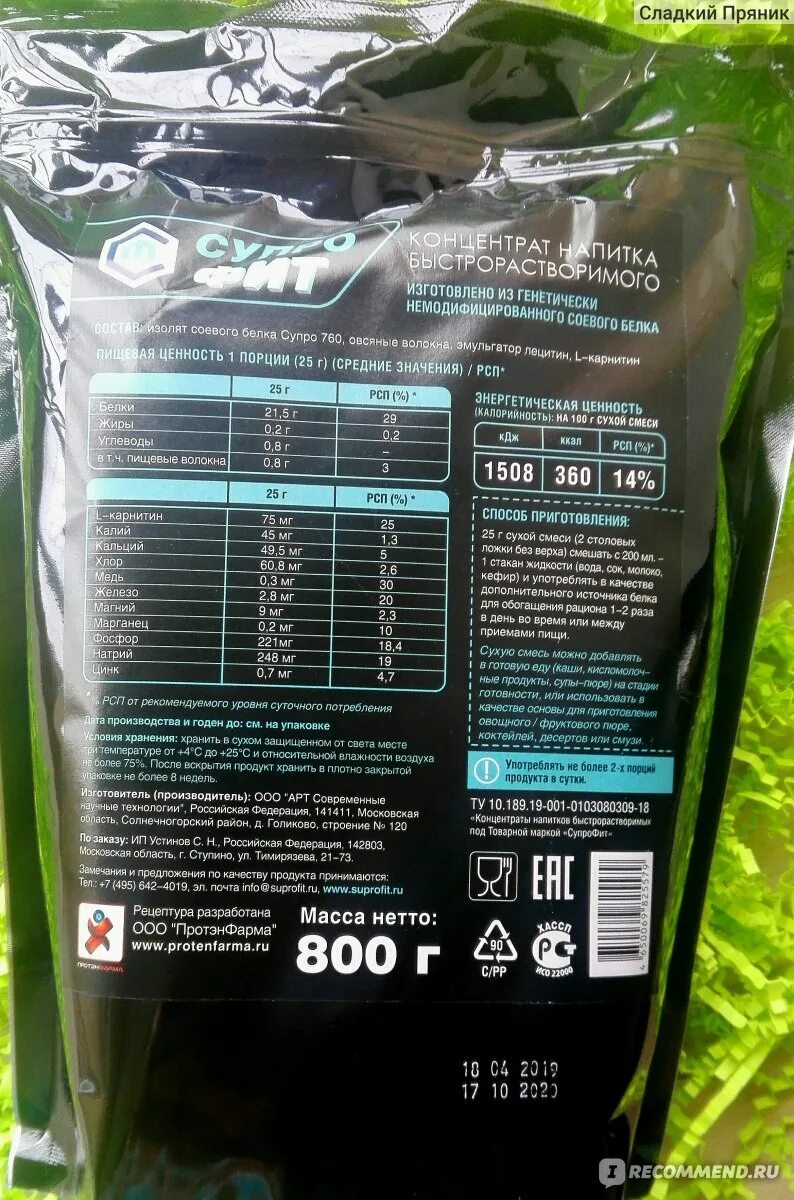 Сладкий Пряник
СУПРО
ФИТ
КОНЦЕНТРАТ НАПИТКА
БЫСТРОРАСТВОРИМОГО
ИЗГОТОВЛЕНО ИЗ ГЕНЕТИЧЕСКИ
НЕМОДИФИЦИРОВАННОГО СОЕВОГО БЕЛКА
СОСТАВ: изолят соевого белка Супро 760, овсяные волокна, эмульгатор лецитин, L-карнитин
ПИЩЕВАЯ ЦЕННОСТЬ 1 ПОРЦИИ (25 г) (СРЕДНИЕ ЗНАЧЕНИЯ) / РСП*
25 г РСП (%) *
Белки 21,5 г 29
Жиры 0,2 г 0,2
Углеводы 0,8 г –
в т.ч. пищевые волокна 0,8 г 3
25 г РСП (%) *
L-карнитин 75 мг 25
Калий 45 мг 1,3
Кальций 49,5 мг 5
Хлор 60,8 мг 2,6
Медь 0,3 мг 30
Железо 2,8 мг 20
Магний 9 мг 2,3
Марганец 0,2 мг 10
Фосфор 221мг 18,4
Натрий 248 мг 19
Цинк 0,7 мг 4,7
*% РСП от рекомендуемого уровня суточного потребления
Дата производства и годен до: см. на упаковке
Условия хранения: хранить в сухом защищенном от света месте
при температуре от +4°С до +25°С и относительной влажности воздуха
не более 75%. После вскрытия продукт хранить в плотно закрытой
упаковке не более 8 недель.
Изготовитель (производитель): ООО "АРТ Современные
научные технологии", Российская Федерация, 141411, Московская
область, Солнечногорский район, д. Голиково, строение № 120
По заказу: ИП Устинов С. Н., Российская Федерация, 142803,
Московская область, г. Ступино, ул. Тимирязева, 21-73.
Замечания и предложения по качеству продукта принимаются:
Тел.: +7 (495) 642–4019, эл. почта info@suprofit.ru, www.suprofit.ru
ПРОТЭНФАРМА
Рецептура разработана
ООО "ПротэнФарма"
www.protenfarma.ru
Масса нетто:
800 г
ЭНЕРГЕТИЧЕСКАЯ ЦЕННОСТЬ
(КАЛОРИЙНОСТЬ): НА 100 г СУХОЙ СМЕСИ
кДж ккал РСП (%)*
1508 360 14%
СПОСОБ ПРИГОТОВЛЕНИЯ:
25 г сухой смеси (2 столовых
ложки без верха) смешать с 200 мл. –
1 стакан жидкости (вода, сок, молоко,
кефир) и употреблять в качестве
дополнительного источника белка
для обогащения рациона 1–2 раза
в день во время или между
приемами пищи.
Сухую смесь можно добавлять
в готовую еду (каши, кисломолоч-
ные продукты, супы–пюре) на стадии
готовности, или использовать в
качестве основы для приготовления
овощного / фруктового пюре,
коктейлей, десертов или смузи.
! Употреблять не более 2-х порций
продукта в сутки.
ТУ 10.189.19-001-0103080309-18
«Концентраты напитков быстрорастворимых
под Товарной маркой «СупроФит»
EAC
90
C/PP
ХАССП
РСТ
ИСО 22000
4 650069 825579
18 04 2019
17 10 2020
I RECOMMEND.RU